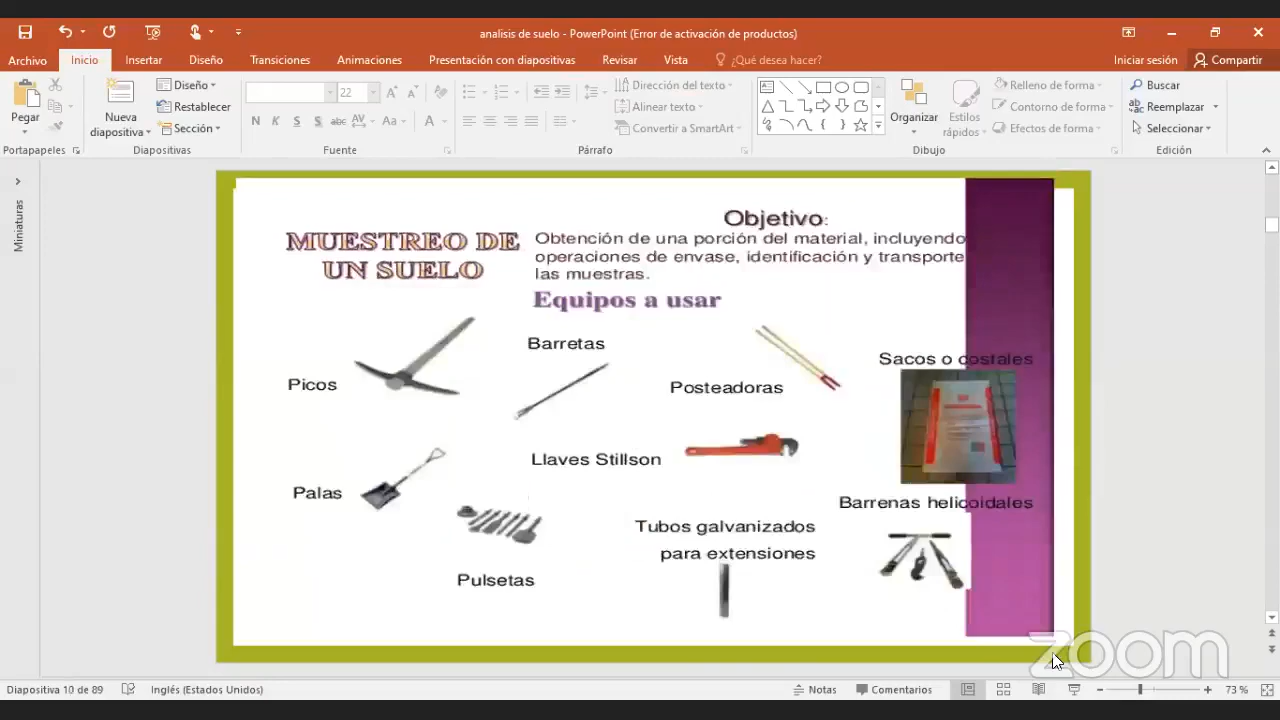 analisis de suelo - PowerPoint (Error de activación de productos)
Archivo Inicio Insertar Diseño Transiciones Animaciones Presentación con diapositivas Revisar Vista ¿Qué desea hacer? Iniciar sesión Compartir
Pegar
Portapapeles
Nueva diapositiva
Diseño
Restablecer
Sección
Diapositivas
22
N K S S abc AV Aa A
Fuente
Dirección del texto
Alinear texto
Convertir a SmartArt
Párrafo
Organizar
Estilos rápidos
Relleno de forma
Contorno de forma
Efectos de forma
Dibujo
Buscar
Reemplazar
Seleccionar
Edición
Miniaturas
MUESTREO DE
UN SUELO
Objetivo:
Obtención de una porción del material, incluyendo
operaciones de envase, identificación y transporte
las muestras.
Equipos a usar
Picos
Barretas
Posteadoras
Sacos o costales
Palas
Llaves Stillson
Barrenas helicoidales
Pulsetas
Tubos galvanizados
para extensiones
zoom
Diapositiva 10 de 89 Inglés (Estados Unidos) Notas Comentarios 73 %